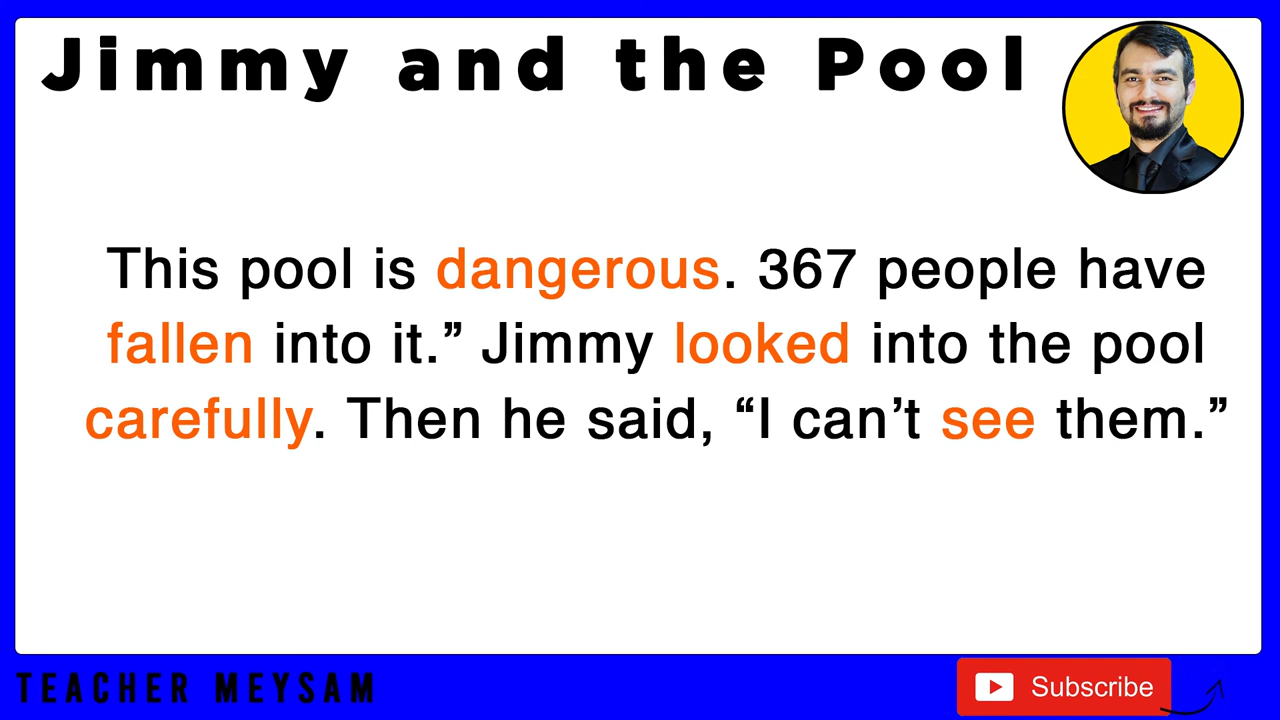 Jimmy and the Pool
This pool is dangerous. 367 people have
fallen into it.” Jimmy looked into the pool
carefully. Then he said, “I can’t see them.”
TEACHER MEYSAM
Subscribe